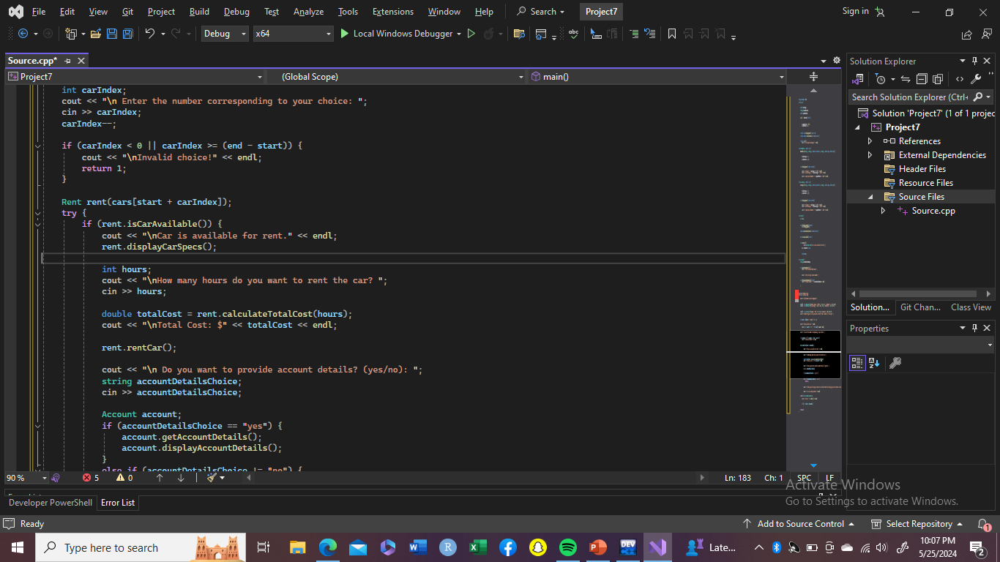 File Edit View Git Project Build Debug Test Analyze Tools Extensions Window Help Search Project7 Sign in
Debug x64 Local Windows Debugger
Source.cpp*
Project7 (Global Scope) main()
int carIndex;
cout << "\n Enter the number corresponding to your choice: ";
cin >> carIndex;
carIndex--;
if (carIndex < 0 || carIndex >= (end - start)) {
cout << "\nInvalid choice!" << endl;
return 1;
}
Rent rent(cars[start + carIndex]);
try {
if (rent.isCarAvailable()) {
cout << "\nCar is available for rent." << endl;
rent.displayCarSpecs();
int hours;
cout << "\nHow many hours do you want to rent the car? ";
cin >> hours;
double totalCost = rent.calculateTotalCost(hours);
cout << "\nTotal Cost: $" << totalCost << endl;
rent.rentCar();
cout << "\n Do you want to provide account details? (yes/no): ";
string accountDetailsChoice;
cin >> accountDetailsChoice;
Account account;
if (accountDetailsChoice == "yes") {
account.getAccountDetails();
account.displayAccountDetails();
}
else if (accountDetailsChoice != "no") {
90 % 5 0 Ln: 183 Ch: 1 SPC LF
Developer PowerShell Error List
Solution Explorer
Search Solution Explorer (Ctrl+
Solution 'Project7' (1 of 1 projec
Project7
References
External Dependencies
Header Files
Resource Files
Source Files
Source.cpp
Solution... Git Chan... Class View
Properties
Activate Windows
Go to Settings to activate Windows.
Ready Add to Source Control Select Repository 1
Type here to search Late... 10:07 PM
5/25/2024 2